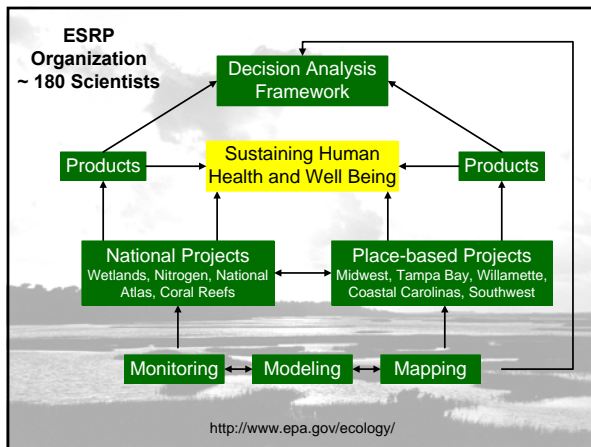 ESRP
Organization
~ 180 Scientists
Decision Analysis
Framework
Products
Sustaining Human
Health and Well Being
Products
National Projects
Wetlands, Nitrogen, National
Atlas, Coral Reefs
Place-based Projects
Midwest, Tampa Bay, Willamette,
Coastal Carolinas, Southwest
Monitoring
Modeling
Mapping
http://www.epa.gov/ecology/